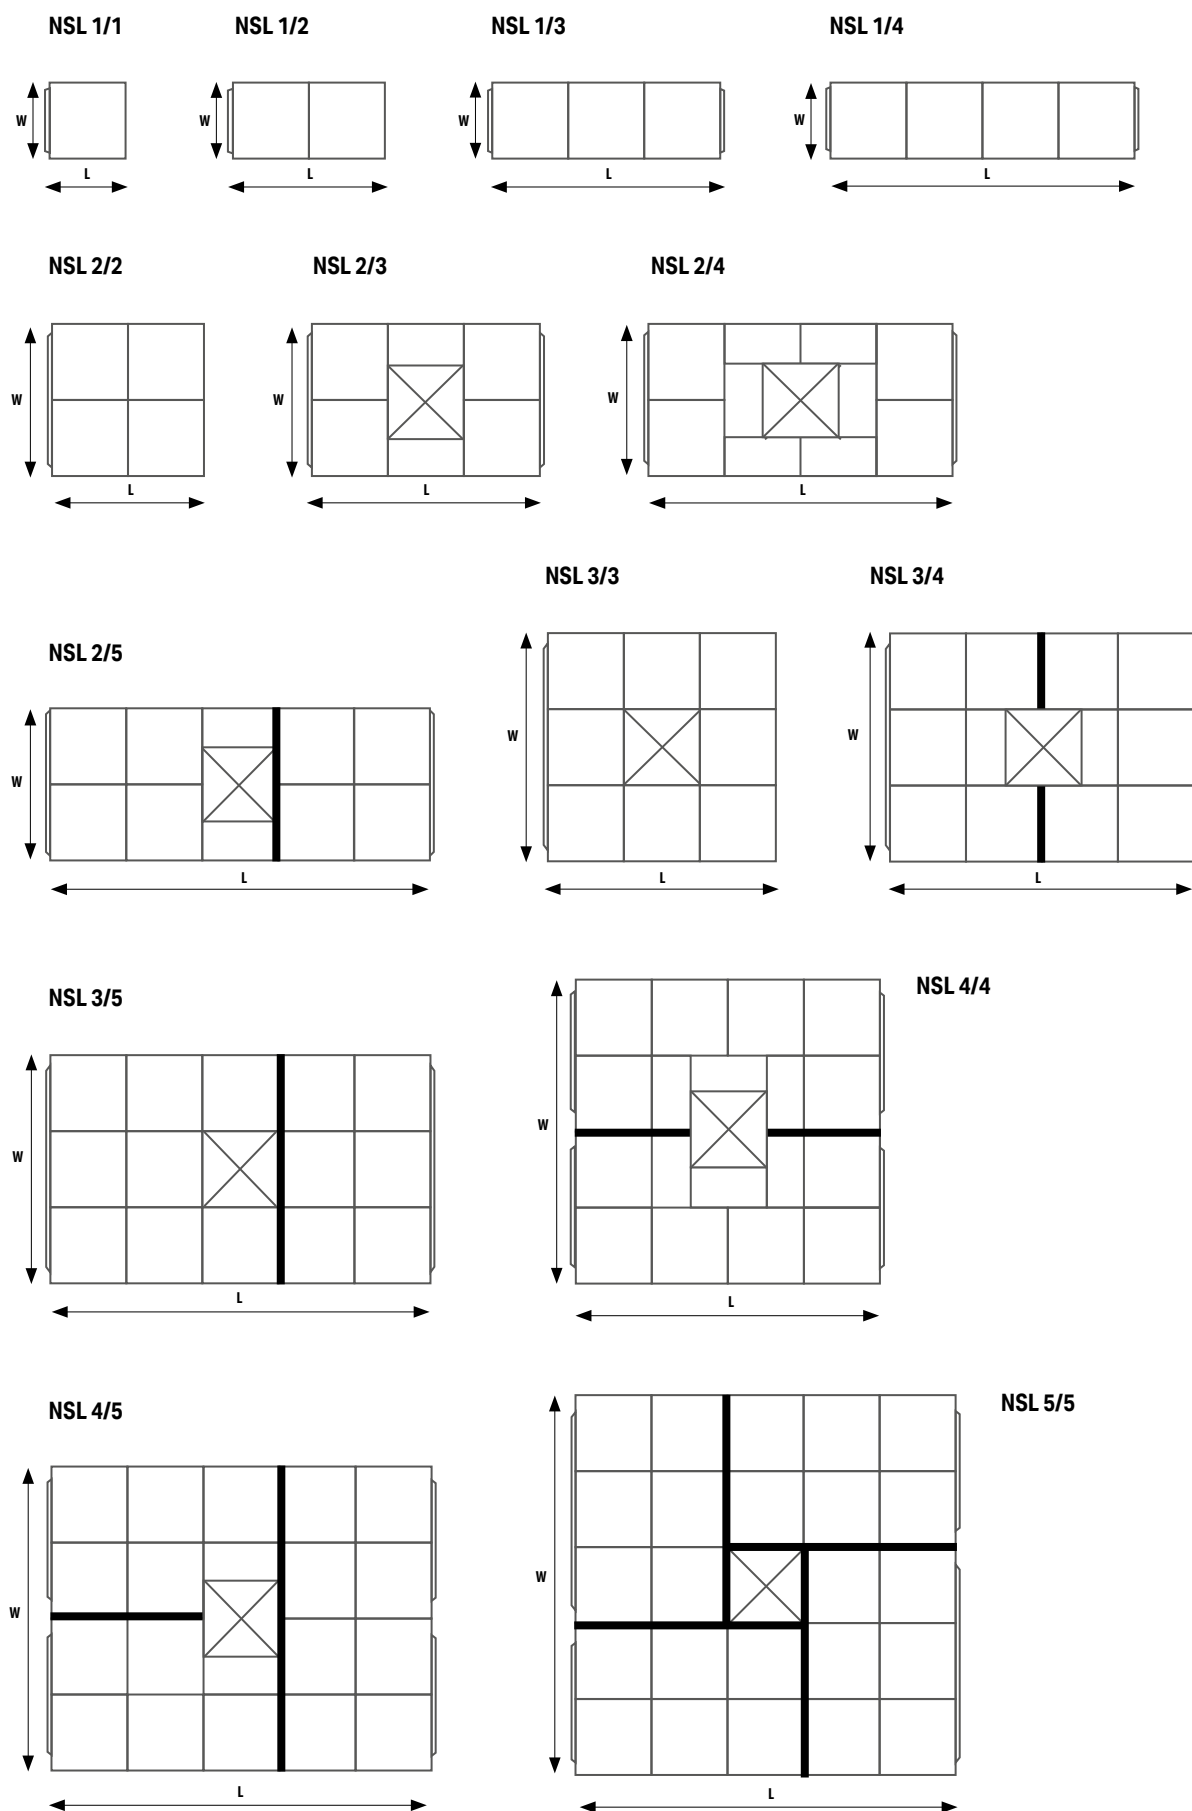 NSL 1/1 NSL 1/2 NSL 1/3 NSL 1/4
W W W W
L L L L
NSL 2/2 NSL 2/3 NSL 2/4
W W W
L L L
NSL 3/3 NSL 3/4
NSL 2/5
W W W
L L L
NSL 3/5 NSL 4/4
W W
L L
NSL 4/5 NSL 5/5
W W
L L